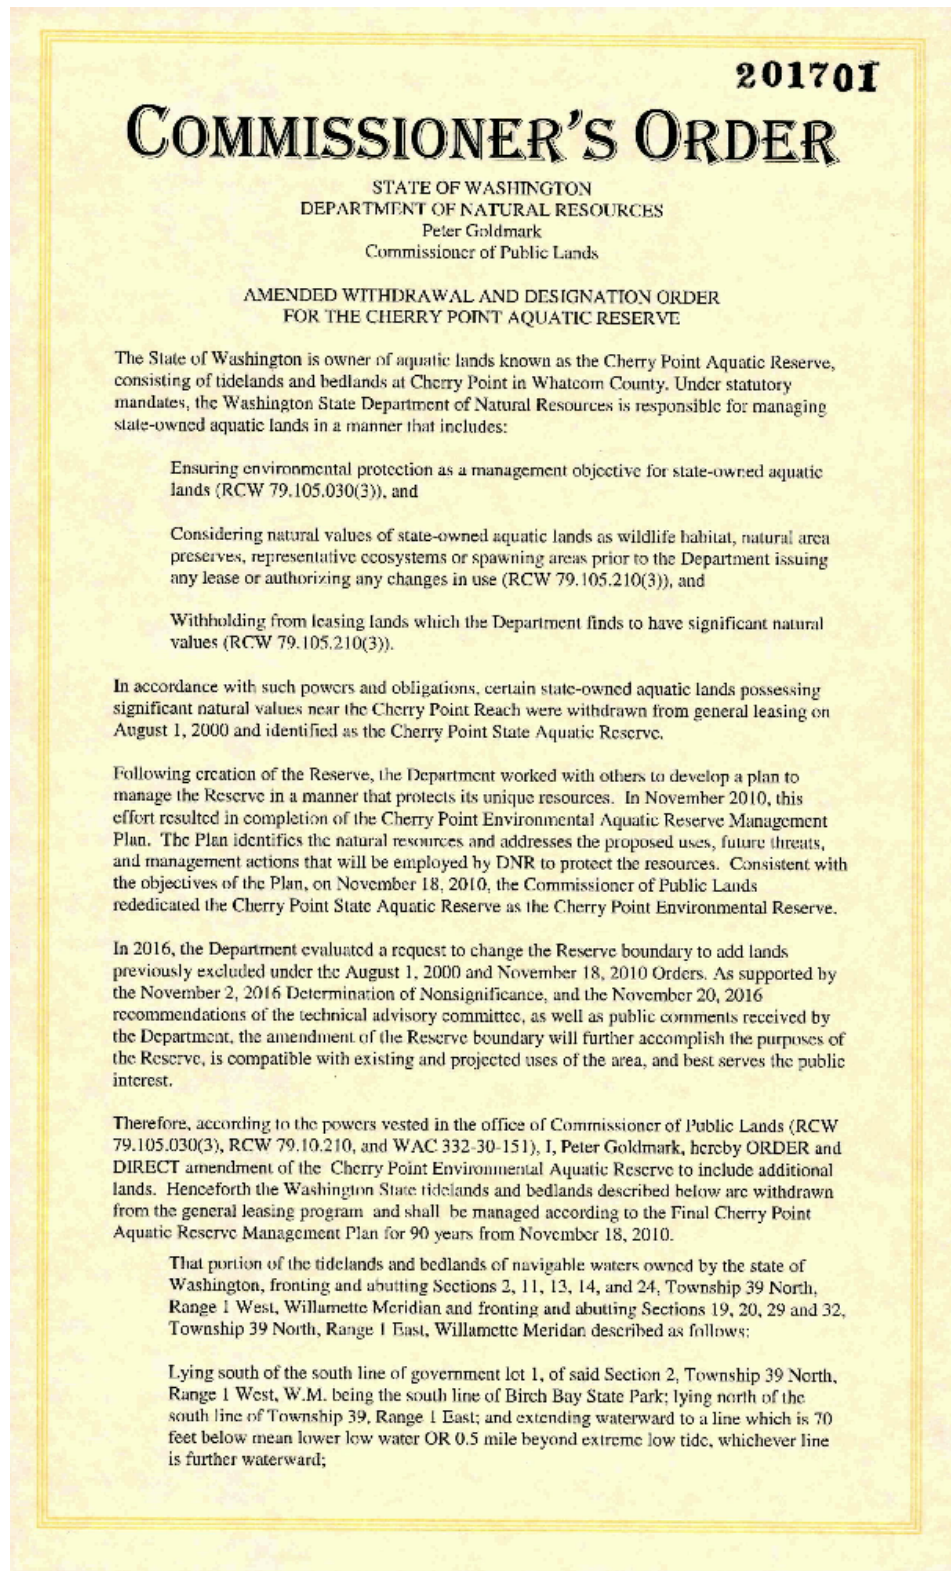 201701
COMMISSIONER'S ORDER
STATE OF WASHINGTON
DEPARTMENT OF NATURAL RESOURCES
Peter Goldmark
Commissioner of Public Lands
AMENDED WITHDRAWAL AND DESIGNATION ORDER
FOR THE CHERRY POINT AQUATIC RESERVE
The State of Washington is owner of aquatic lands known as the Cherry Point Aquatic Reserve,
consisting of tidelands and bedlands at Cherry Point in Whatcom County. Under statutory
mandates, the Washington State Department of Natural Resources is responsible for managing
state-owned aquatic lands in a manner that includes:
Ensuring environmental protection as a management objective for state-owned aquatic
lands (RCW 79.105.030(3)), and
Considering natural values of state-owned aquatic lands as wildlife habitat, natural area
preserves, representative ecosystems or spawning areas prior to the Department issuing
any lease or authorizing any changes in use (RCW 79.105.210(3)), and
Withholding from leasing lands which the Department finds to have significant natural
values (RCW 79.105.210(3)).
In accordance with such powers and obligations, certain state-owned aquatic lands possessing
significant natural values near the Cherry Point Reach were withdrawn from general leasing on
August 1, 2000 and identified as the Cherry Point State Aquatic Reserve.
Following creation of the Reserve, the Department worked with others to develop a plan to
manage the Reserve in a manner that protects its unique resources. In November 2010, this
effort resulted in completion of the Cherry Point Environmental Aquatic Reserve Management
Plan. The Plan identifies the natural resources and addresses the proposed uses, future threats,
and management actions that will be employed by DNR to protect the resources. Consistent with
the objectives of the Plan, on November 18, 2010, the Commissioner of Public Lands
rededicated the Cherry Point State Aquatic Reserve as the Cherry Point Environmental Reserve.
In 2016, the Department evaluated a request to change the Reserve boundary to add lands
previously excluded under the August 1, 2000 and November 18, 2010 Orders. As supported by
the November 2, 2016 Determination of Nonsignificance, and the November 20, 2016
recommendations of the technical advisory committee, as well as public comments received by
the Department, the amendment of the Reserve boundary will further accomplish the purposes of
the Reserve, is compatible with existing and projected uses of the area, and best serves the public
interest.
Therefore, according to the powers vested in the office of Commissioner of Public Lands (RCW
79.105.030(3), RCW 79.10.210, and WAC 332-30-151), I, Peter Goldmark, hereby ORDER and
DIRECT amendment of the Cherry Point Environmental Aquatic Reserve to include additional
lands. Henceforth the Washington State tidelands and bedlands described below are withdrawn
from the general leasing program and shall be managed according to the Final Cherry Point
Aquatic Reserve Management Plan for 90 years from November 18, 2010.
That portion of the tidelands and bedlands of navigable waters owned by the state of
Washington, fronting and abutting Sections 2, 11, 13, 14, and 24, Township 39 North,
Range 1 West, Willamette Meridian and fronting and abutting Sections 19, 20, 29 and 32,
Township 39 North, Range 1 East, Willamette Meridan described as follows:
Lying south of the south line of government lot 1, of said Section 2, Township 39 North,
Range 1 West, W.M. being the south line of Birch Bay State Park; lying north of the
south line of Township 39, Range 1 East; and extending waterward to a line which is 70
feet below mean lower low water OR 0.5 mile beyond extreme low tide, whichever line
is further waterward;